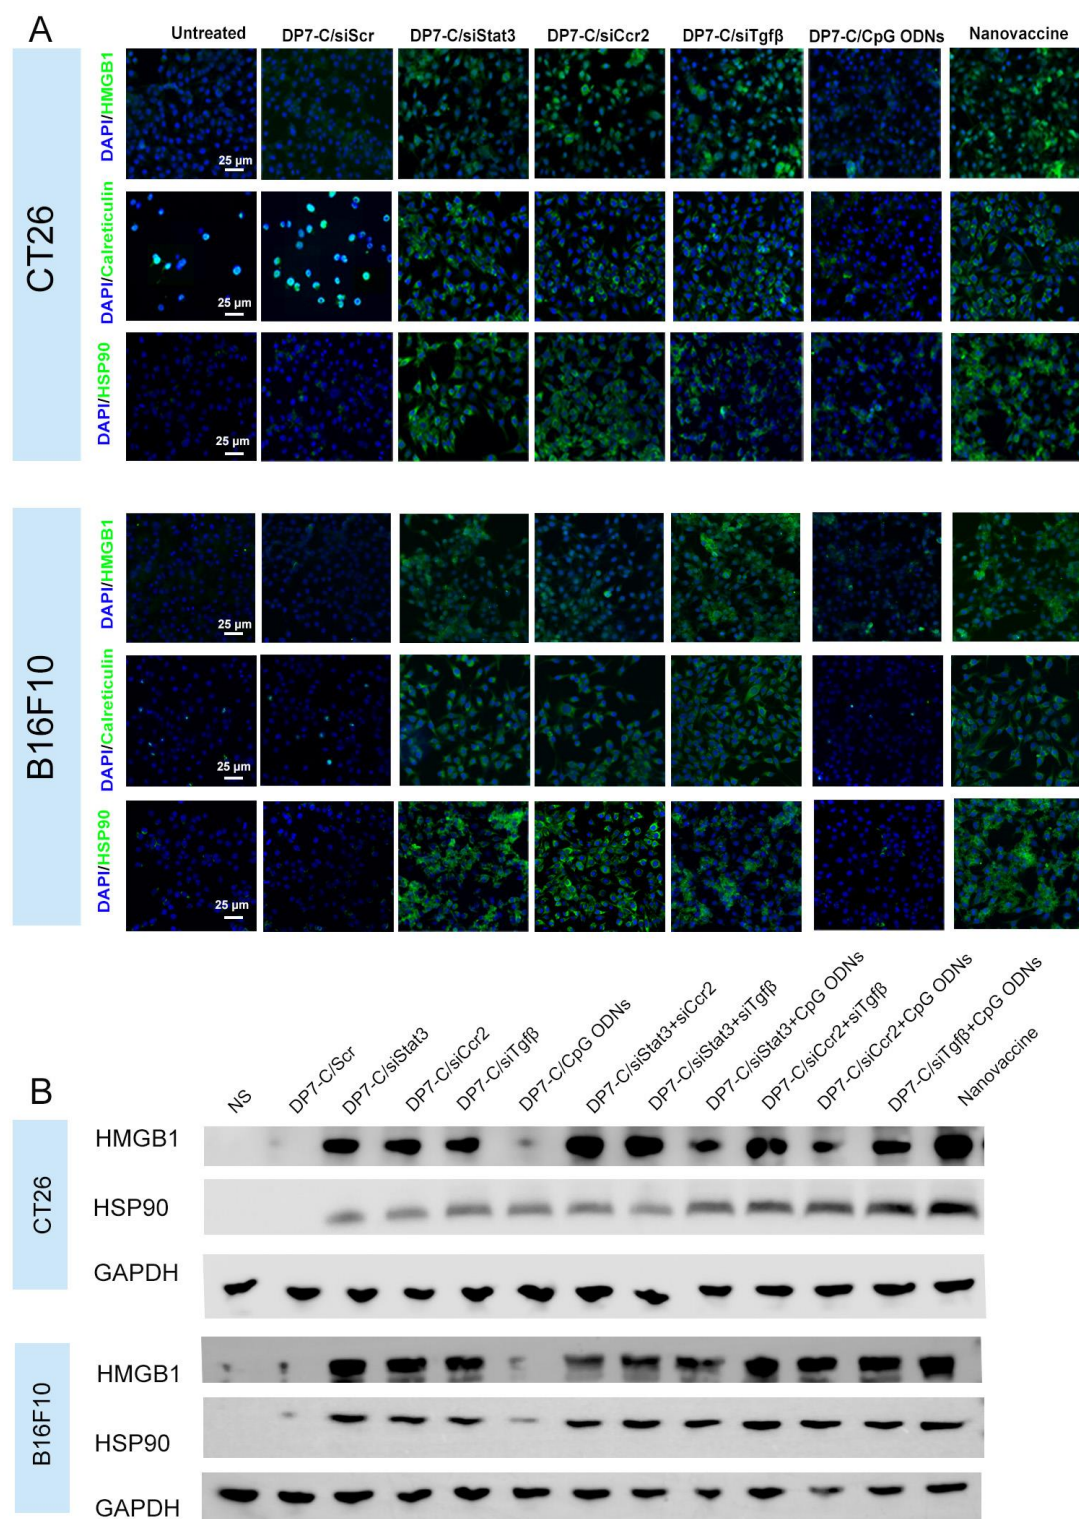 A
Untreated DP7-C/siScr DP7-C/siStat3 DP7-C/siCcr2 DP7-C/siTgfβ DP7-C/CpG ODNs Nanovaccine
CT26
DAPI/HMGB1
25 µm
DAPI/Calreticulin
25 µm
DAPI/HSP90
25 µm
B16F10
DAPI/HMGB1
25 µm
DAPI/Calreticulin
25 µm
DAPI/HSP90
25 µm
B
NS
DP7-C/Scr
DP7-C/siStat3
DP7-C/siCcr2
DP7-C/siTgfβ
DP7-C/CpG ODNs
DP7-C/siStat3+siCcr2
DP7-C/siStat3+siTgfβ
DP7-C/siStat3+CpG ODNs
DP7-C/siCcr2+siTgfβ
DP7-C/siCcr2+CpG ODNs
DP7-C/siTgfβ+CpG ODNs
Nanovaccine
CT26
HMGB1
HSP90
GAPDH
B16F10
HMGB1
HSP90
GAPDH